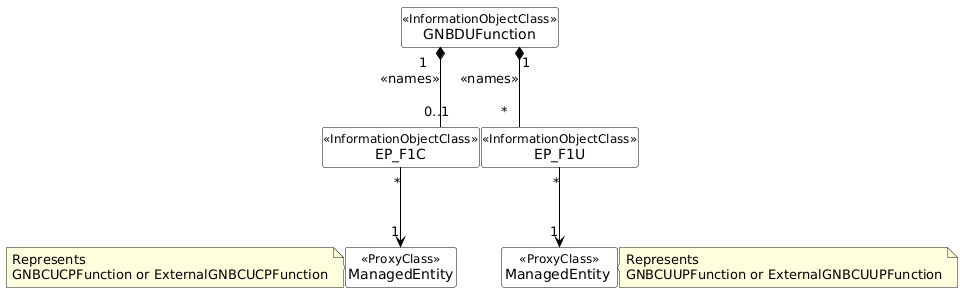 «InformationObjectClass»
GNBDUFunction
1
1
«names»
«names»
0..1
*
«InformationObjectClass»
EP_F1C
«InformationObjectClass»
EP_F1U
*
*
1
1
Represents
GNBCUCPFunction or ExternalGNBCUCPFunction
«ProxyClass»
ManagedEntity
«ProxyClass»
ManagedEntity
Represents
GNBCUUPFunction or ExternalGNBCUUPFunction